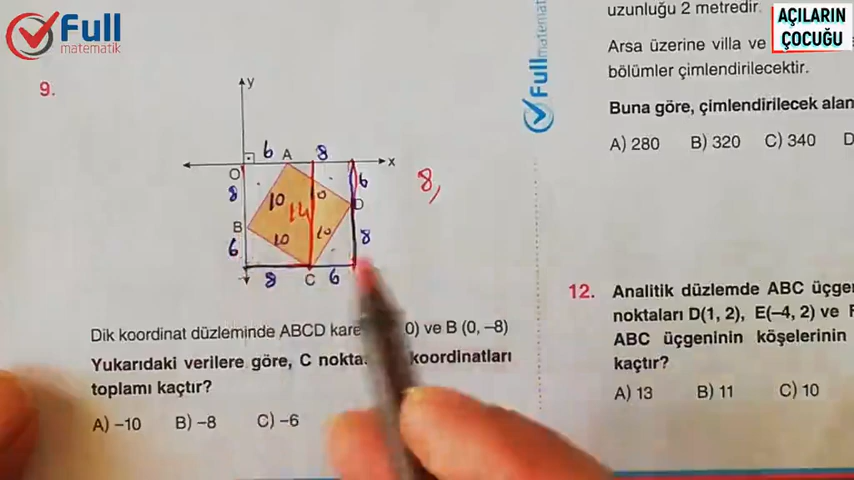 Full
matematik
AÇILARIN
ÇOCUĞU
9.
y
6
A
8
x
O
8
6
10
10
14
D
8,
B
6
10
10
8
8
C
6
Dik koordinat düzleminde ABCD kare 0) ve B (0, –8)
Yukarıdaki verilere göre, C koordinatları
toplamı kaçtır?
A) –10 B) –8 C) –6
Full matematik
uzunluğu 2 metredir.
Arsa üzerine villa ve
bölümler çimlendirilecektir.
Buna göre, çimlendirilecek alan
A) 280 B) 320 C) 340 D
12. Analitik düzlemde ABC
noktaları D(1, 2), E(–4, 2) ve F
ABC üçgeninin köşelerinin
kaçtır?
A) 13 B) 11 C) 10